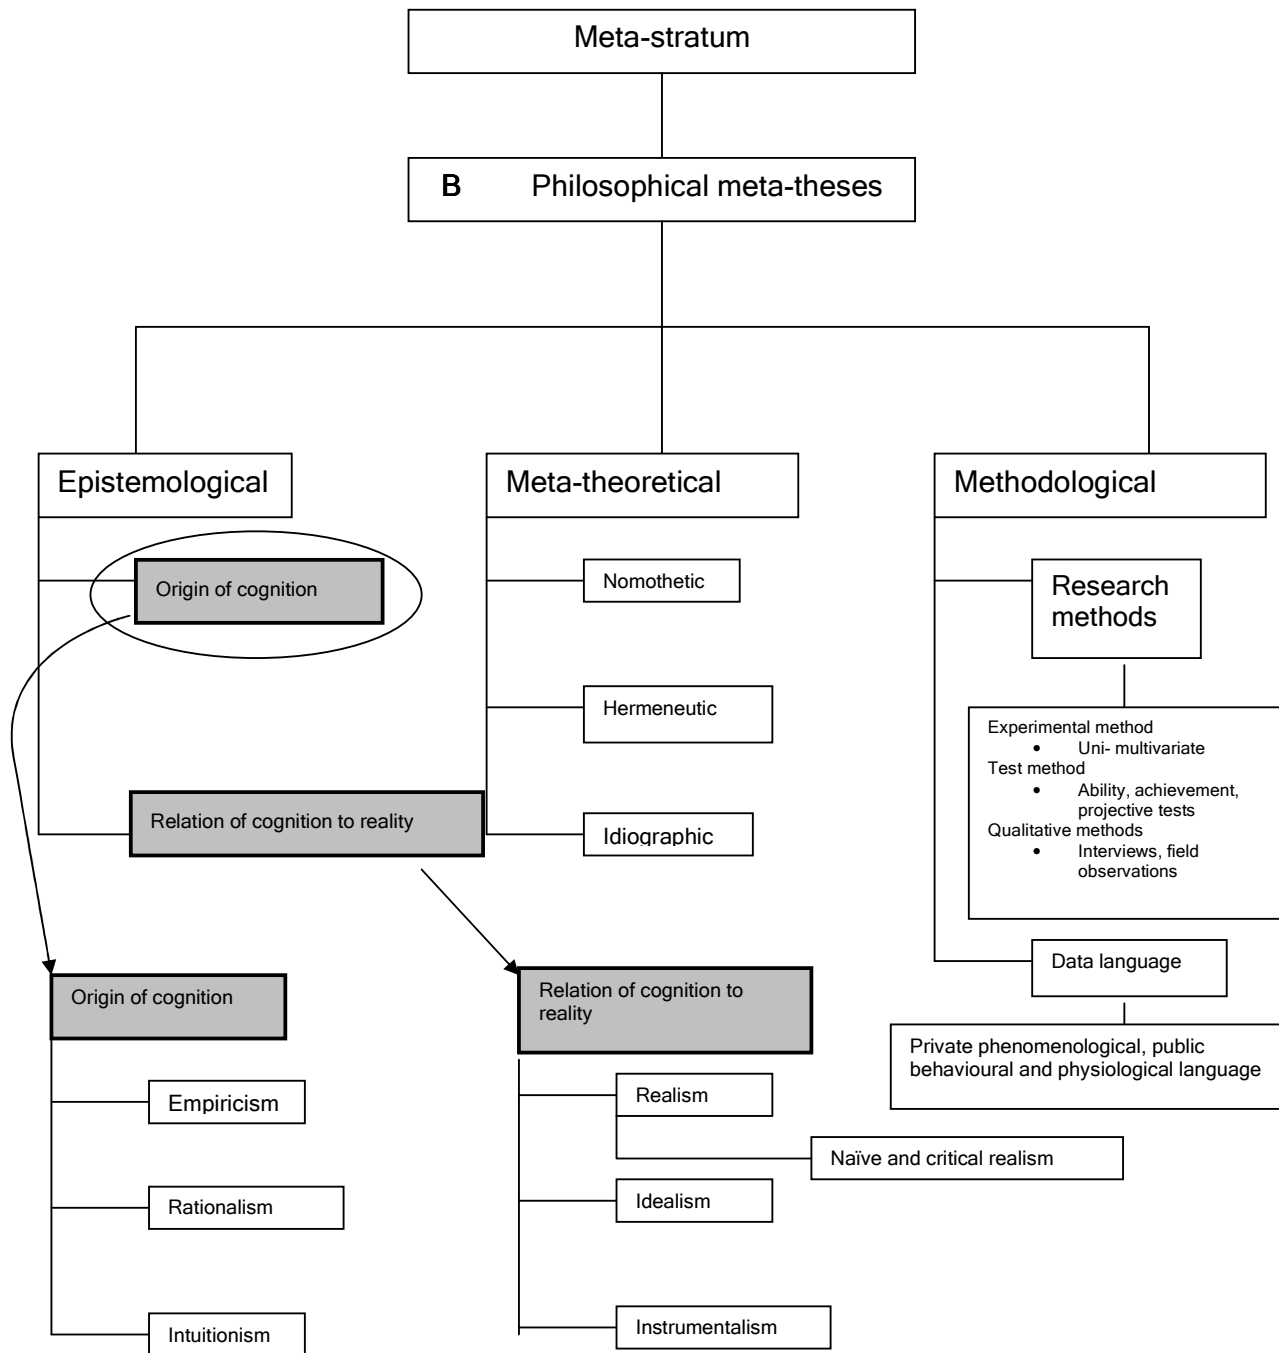 Meta-stratum
B Philosophical meta-theses
Epistemological
Meta-theoretical
Methodological
Origin of cognition
Nomothetic
Research
methods
Hermeneutic
Experimental method
• Uni- multivariate
Test method
• Ability, achievement,
projective tests
Qualitative methods
• Interviews, field
observations
Relation of cognition to reality
Idiographic
Data language
Private phenomenological, public
behavioural and physiological language
Origin of cognition
Empiricism
Rationalism
Intuitionism
Relation of cognition to
reality
Realism
Naïve and critical realism
Idealism
Instrumentalism